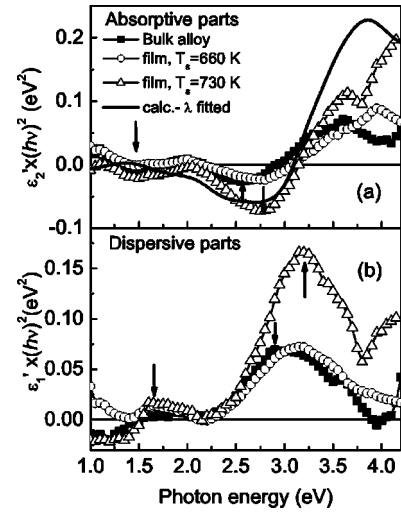 Absorptive parts
Bulk alloy
film, Tₛ=660 K
film, Tₛ=730 K
calc.- λ fitted
0.2
0.1
0.0
-0.1
ε₂'x(hν)² (eV²)
(a)
Dispersive parts
(b)
0.15
0.10
0.05
0.00
ε₁' x(hν)² (eV²)
1.0 1.5 2.0 2.5 3.0 3.5 4.0
Photon energy (eV)